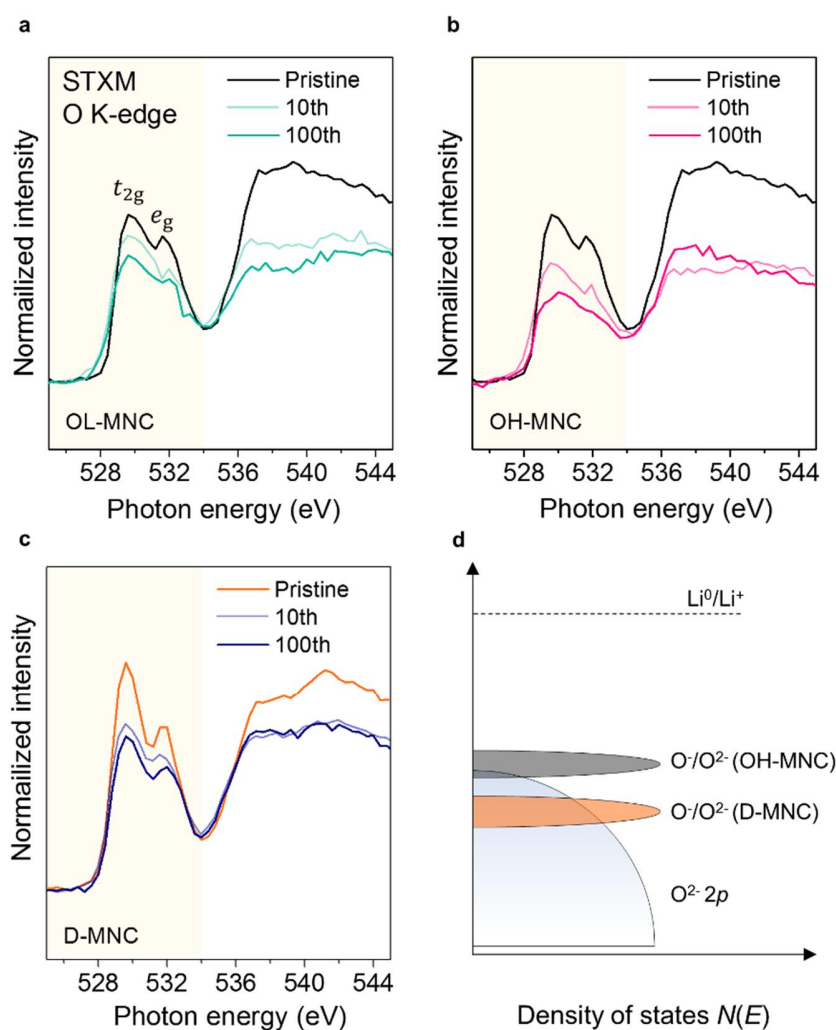 a
STXM
O K-edge
Pristine
10th
100th
t2g
eg
OL-MNC
Normailized intensity
528 532 536 540 544
Photon energy (eV)
b
Pristine
10th
100th
OH-MNC
Normailized intensity
528 532 536 540 544
Photon energy (eV)
c
Pristine
10th
100th
D-MNC
Normailized intensity
528 532 536 540 544
Photon energy (eV)
d
Li⁰/Li⁺
O⁻/O²⁻ (OH-MNC)
O⁻/O²⁻ (D-MNC)
O²⁻ 2p
Density of states N(E)